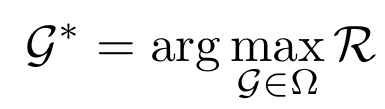 𝒢* = arg max_{𝒢∈Ω} ℛ